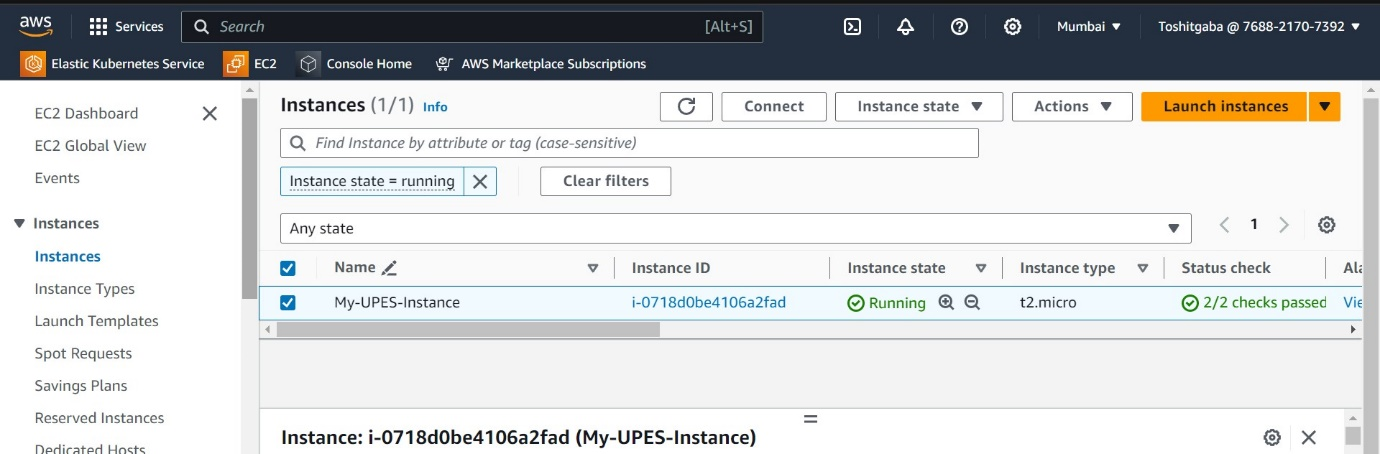 aws Services Search [Alt+S] Mumbai Toshitgaba @ 7688-2170-7392
Elastic Kubernetes Service EC2 Console Home AWS Marketplace Subscriptions
EC2 Dashboard
EC2 Global View
Events
Instances
Instances
Instance Types
Launch Templates
Spot Requests
Savings Plans
Reserved Instances
Dedicated Hosts
Instances (1/1) Info Connect Instance state Actions Launch instances
Find Instance by attribute or tag (case-sensitive)
Instance state = running Clear filters
Any state 1
Name Instance ID Instance state Instance type Status check Ala
My-UPES-Instance i-0718d0be4106a2fad Running t2.micro 2/2 checks passed Vie
Instance: i-0718d0be4106a2fad (My-UPES-Instance)